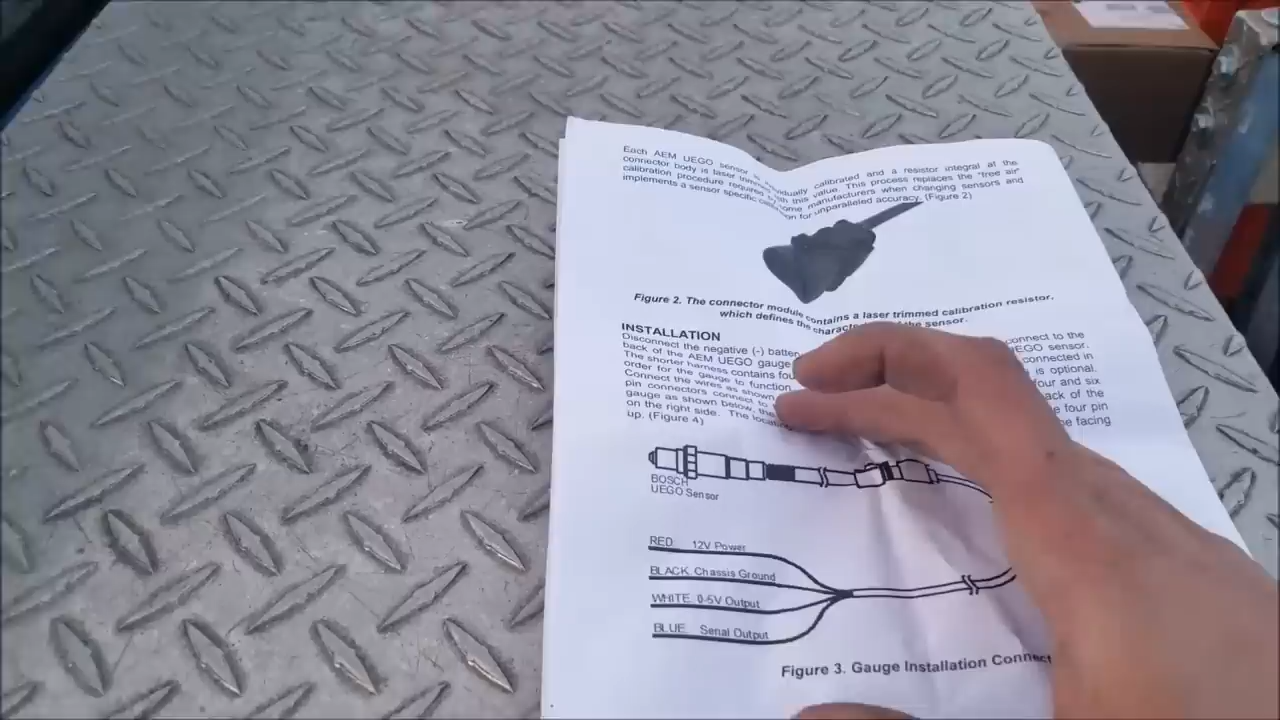 Each AEM UEGO sensor is individually calibrated and a resistor integral at the
connector body is laser trimmed with this value. This process replaces the "free air"
calibration procedure required by some manufacturers when changing sensors and
implements a sensor specific for unparalleled accuracy. (Figure 2)
Figure 2. The connector module contains a laser trimmed calibration resistor,
which defines the of the sensor.
INSTALLATION
Disconnect the negative (-) connect to the
back of the AEM UEGO gauge UEGO sensor.
The shorter harness contains four connected in
order for the gauge to function. is optional.
Connect the wires as shown four and six
pin connectors connect to back of the
gauge as shown below, the four pin
on the right side. The facing
up. (Figure 4)
BOSCH
UEGO Sensor
RED 12V Power
BLACK Chassis Ground
WHITE 0-5V Output
BLUE Serial Output
Figure 3. Gauge Installation